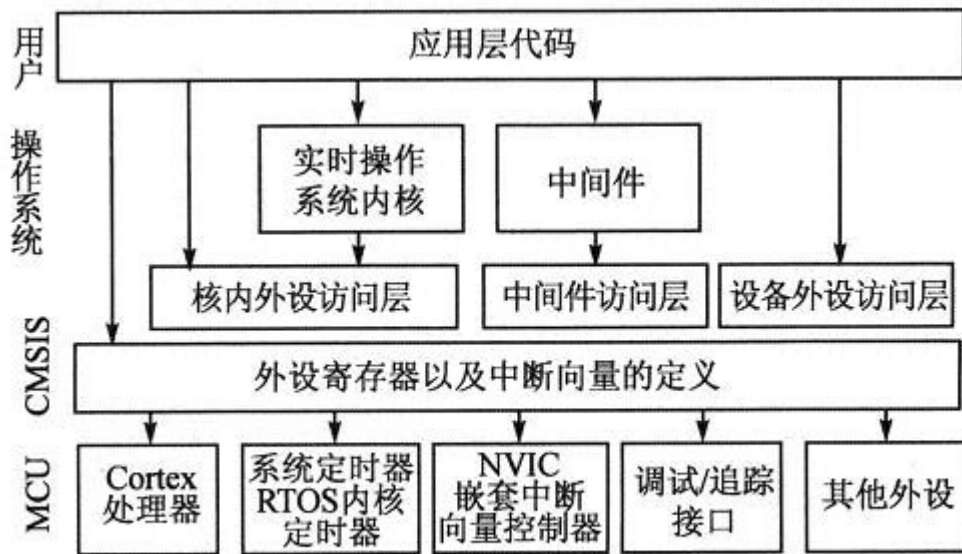 用户
应用层代码
操作系统
实时操作
系统内核
中间件
CMSIS
核内外设访问层
中间件访问层
设备外设访问层
外设寄存器以及中断向量的定义
MCU
Cortex
处理器
系统定时器
RTOS内核
定时器
NVIC
嵌套中断
向量控制器
调试/追踪
接口
其他外设